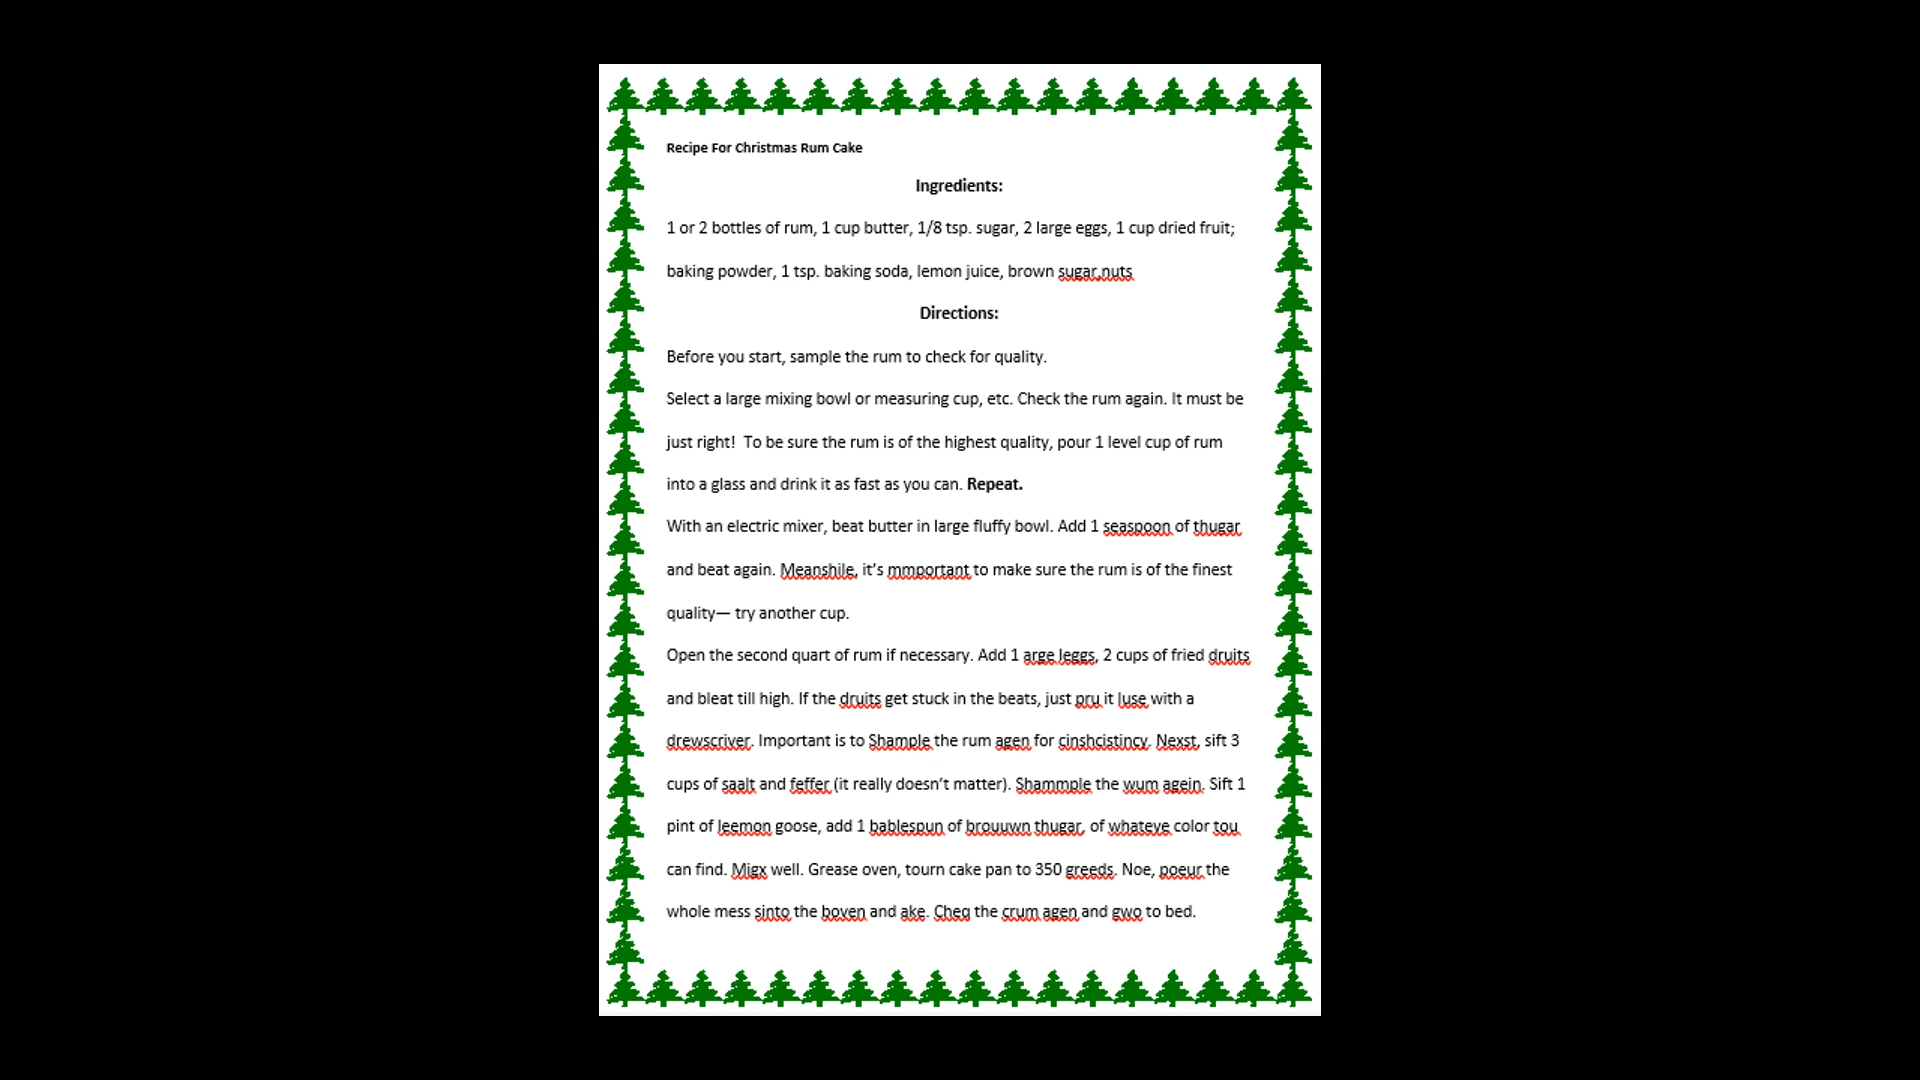 Recipe For Christmas Rum Cake
Ingredients:
1 or 2 bottles of rum, 1 cup butter, 1/8 tsp. sugar, 2 large eggs, 1 cup dried fruit;
baking powder, 1 tsp. baking soda, lemon juice, brown sugar,nuts
Directions:
Before you start, sample the rum to check for quality.
Select a large mixing bowl or measuring cup, etc. Check the rum again. It must be
just right!  To be sure the rum is of the highest quality, pour 1 level cup of rum
into a glass and drink it as fast as you can. Repeat.
With an electric mixer, beat butter in large fluffy bowl. Add 1 seaspoon of thugar
and beat again. Meanshile, it’s mmportant to make sure the rum is of the finest
quality— try another cup.
Open the second quart of rum if necessary. Add 1 arge leggs, 2 cups of fried druits
and bleat till high. If the druits get stuck in the beats, just pru it luse with a
drewscriver. Important is to Shample the rum agen for cinshcistincy. Nexst, sift 3
cups of saalt and feffer (it really doesn’t matter). Shammple the wum agein. Sift 1
pint of leemon goose, add 1 bablespun of brouuwn thugar, of whateve color tou
can find. Migx well. Grease oven, tourn cake pan to 350 greeds. Noe, poeur the
whole mess sinto the boven and ake. Cheq the crum agen and gwo to bed.